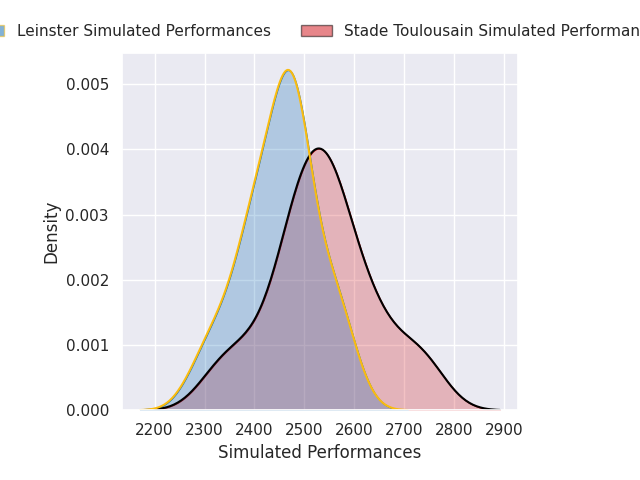 Leinster Simulated Performances
Stade Toulousain Simulated Performan
0.005
0.004
0.003
0.002
0.001
0.000
Density
2200 2300 2400 2500 2600 2700 2800 2900
Simulated Performances